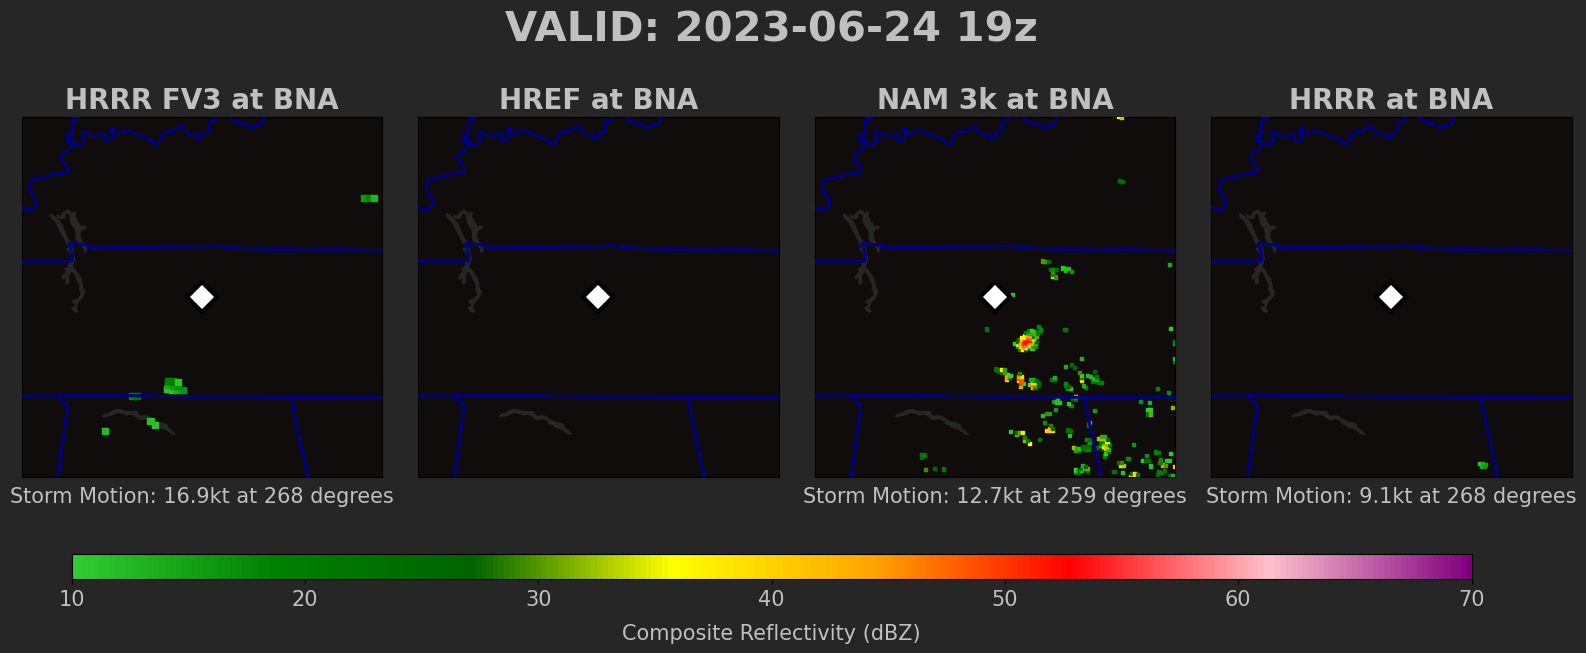 VALID: 2023-06-24 19z
HRRR FV3 at BNA
HREF at BNA
NAM 3k at BNA
HRRR at BNA
Storm Motion: 16.9kt at 268 degrees
Storm Motion: 12.7kt at 259 degrees
Storm Motion: 9.1kt at 268 degrees
10 20 30 40 50 60 70
Composite Reflectivity (dBZ)